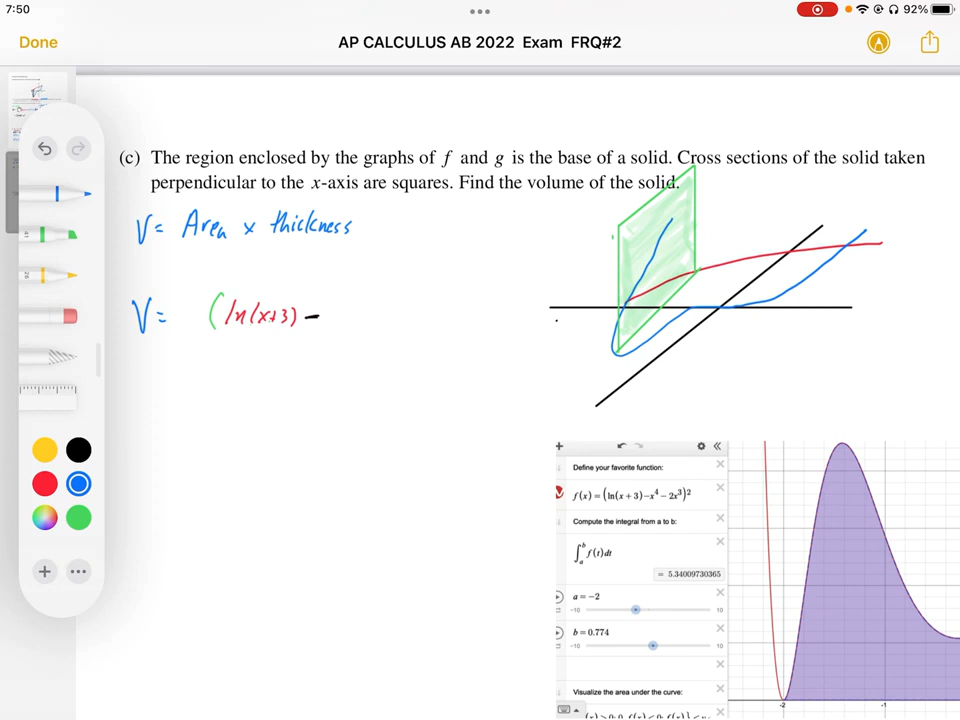 7:50
92%
Done
AP CALCULUS AB 2022 Exam FRQ#2
(c) The region enclosed by the graphs of f and g is the base of a solid. Cross sections of the solid taken
perpendicular to the x-axis are squares. Find the volume of the solid.
V= Area x thickness
V= (ln(x+3) -
Define your favorite function:
f(x) = (ln(x+3)−x⁴−2x³)2
Compute the integral from a to b:
∫ₐᵇ f(t)dt
= 5.34009730365
a = −2
-10 10
b = 0.774
-10 10
Visualize the area under the curve:
-2 -1